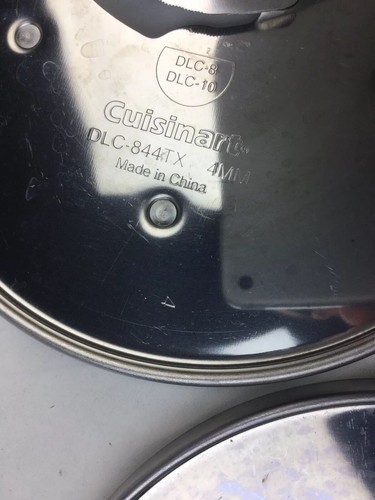 DLC-8
DLC-10
Cuisinart®
DLC-844TX 4MM
Made in China